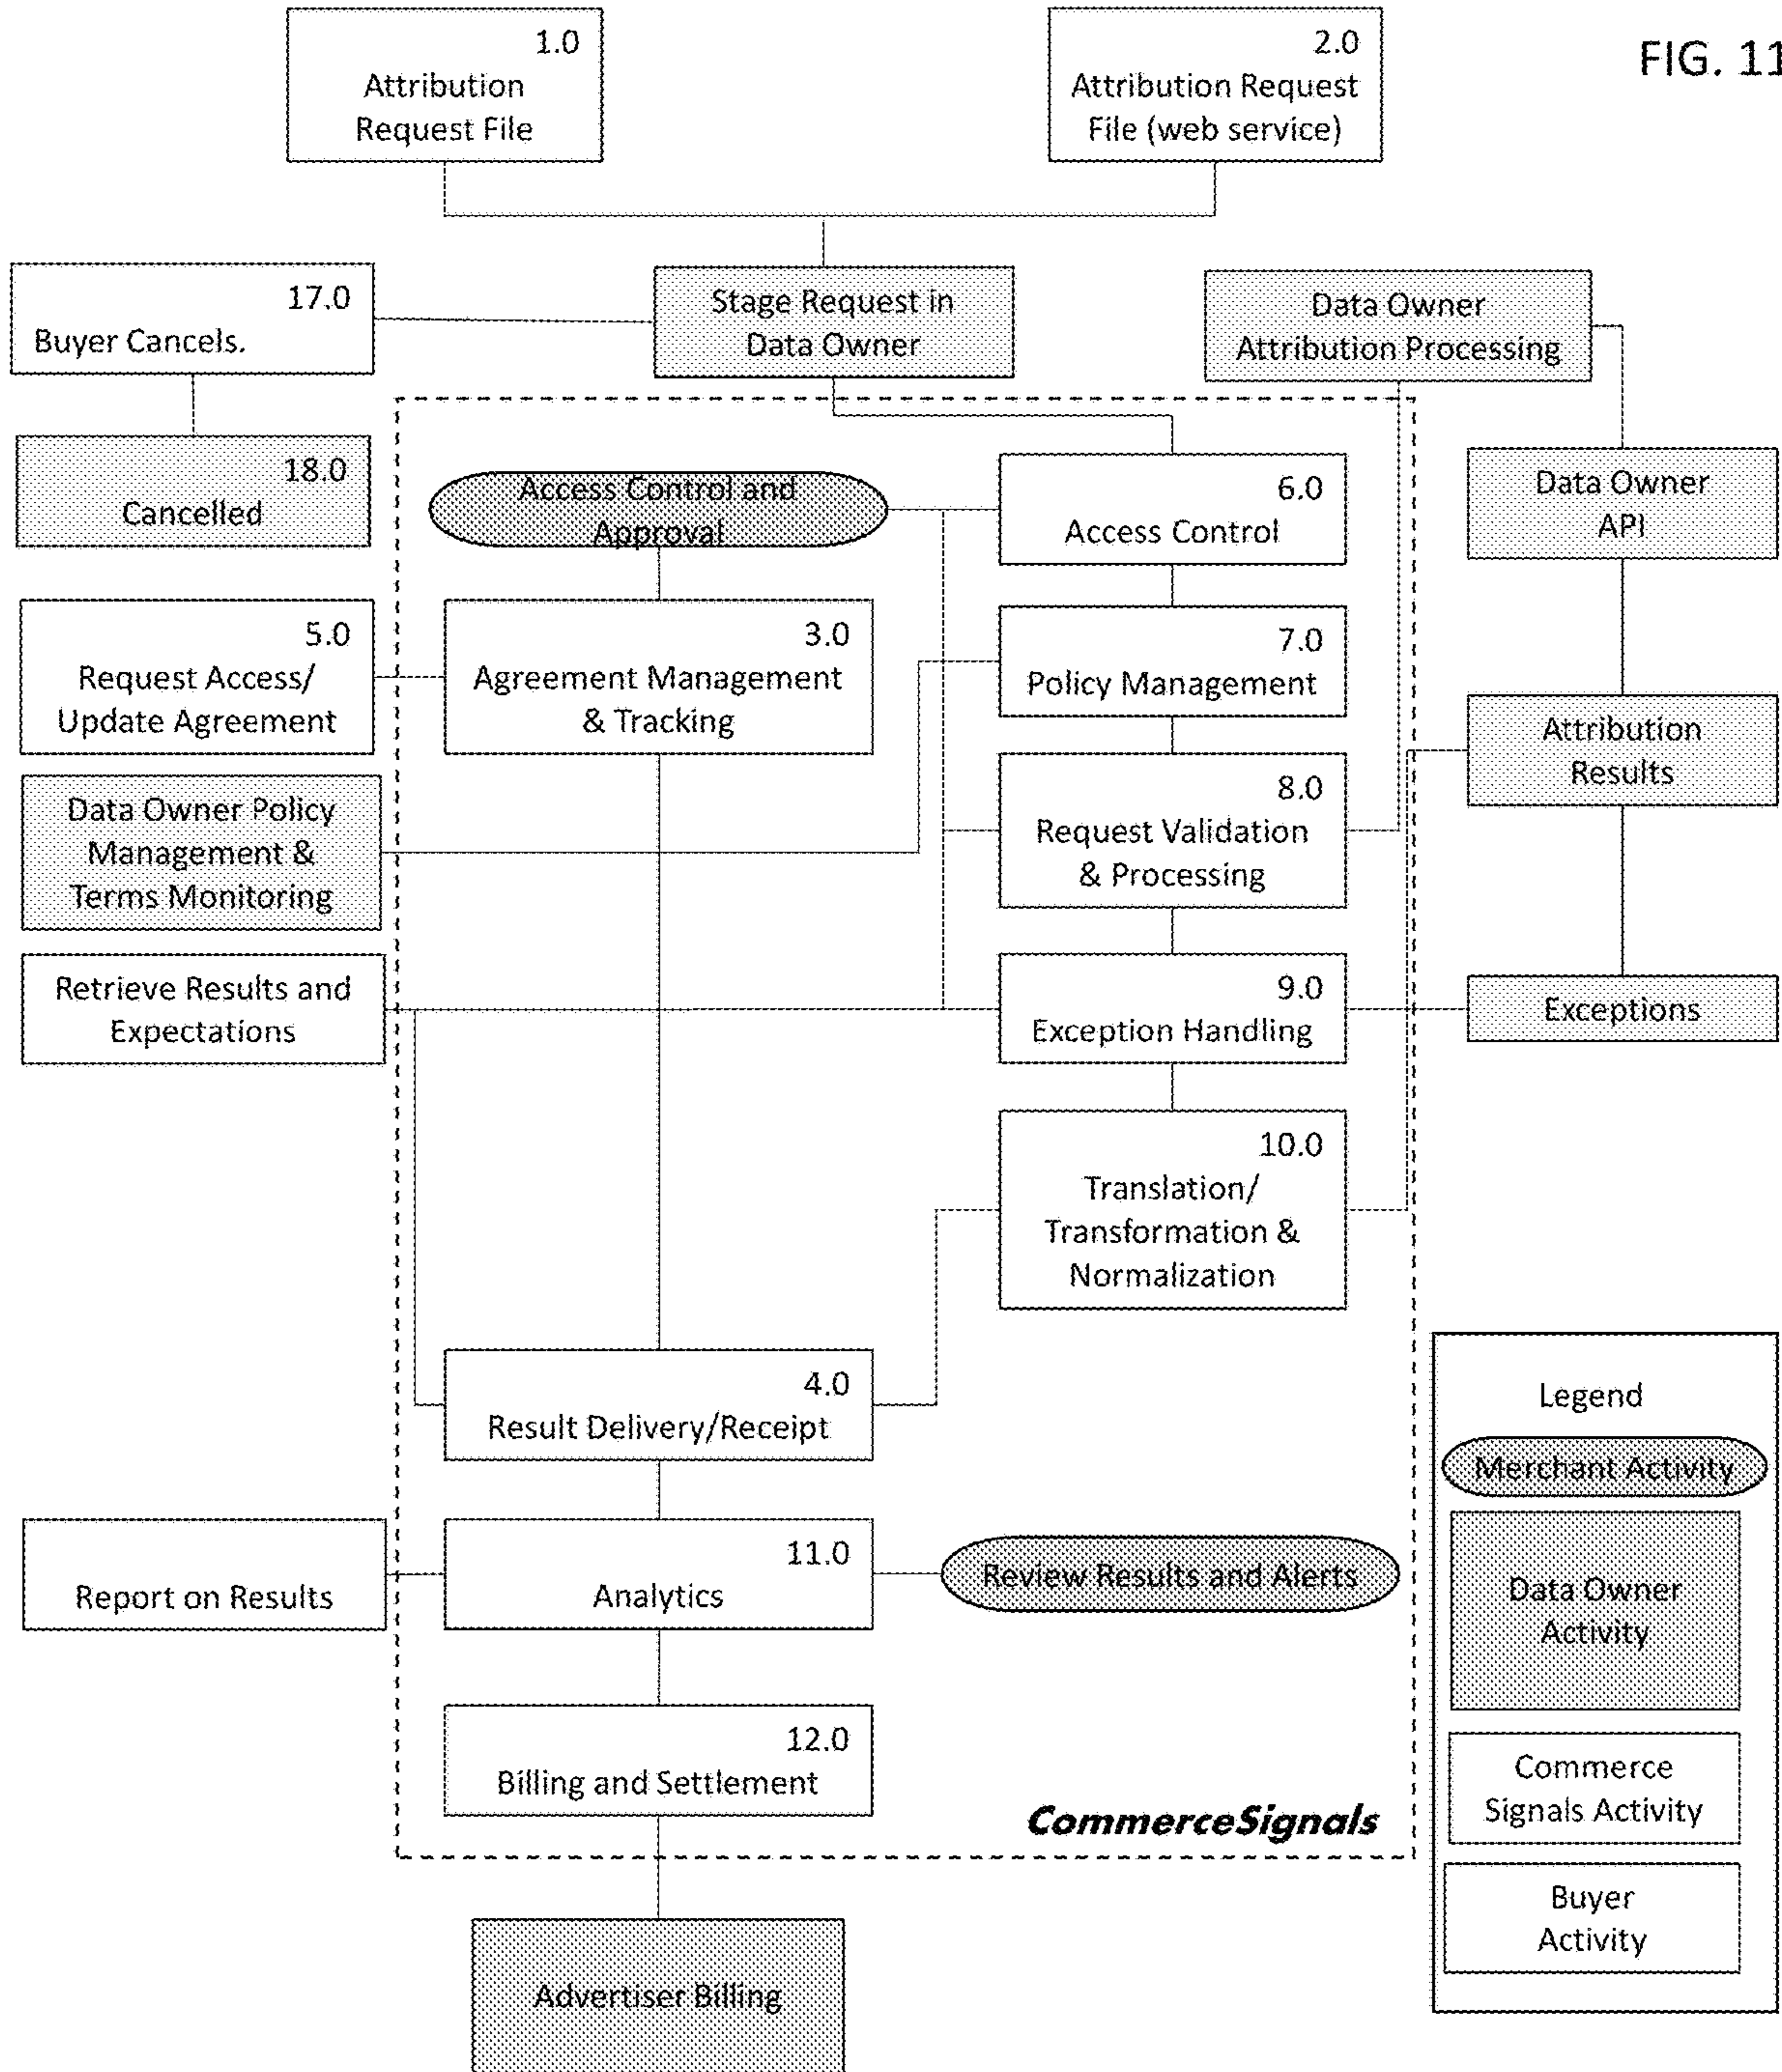 FIG. 11
1.0
Attribution
Request File
2.0
Attribution Request
File (web service)
17.0
Buyer Cancels.
Stage Request in
Data Owner
Data Owner
Attribution Processing
18.0
Cancelled
Access Control and
Approval
6.0
Access Control
Data Owner
API
5.0
Request Access/
Update Agreement
3.0
Agreement Management
& Tracking
7.0
Policy Management
Attribution
Results
Data Owner Policy
Management &
Terms Monitoring
8.0
Request Validation
& Processing
Retrieve Results and
Expectations
9.0
Exception Handling
Exceptions
10.0
Translation/
Transformation &
Normalization
4.0
Result Delivery/Receipt
Report on Results
11.0
Analytics
Review Results and Alerts
12.0
Billing and Settlement
CommerceSignals
Advertiser Billing
Legend
Merchant Activity
Data Owner
Activity
Commerce
Signals Activity
Buyer
Activity